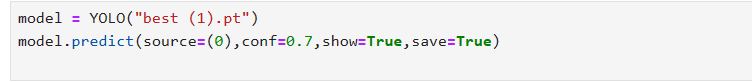 model = YOLO("best (1).pt")
model.predict(source=(0),conf=0.7,show=True,save=True)